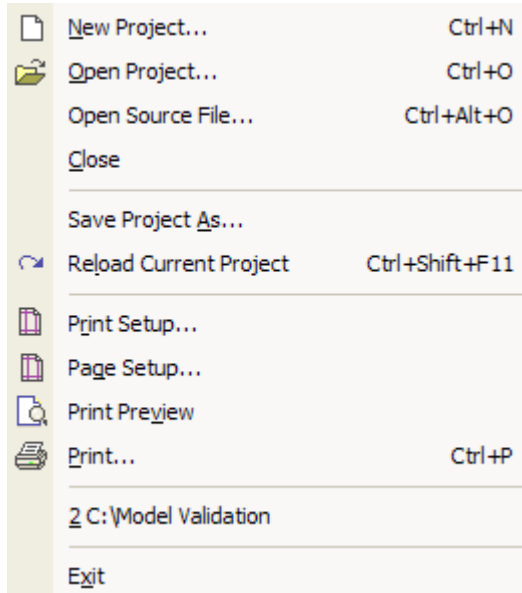 New Project... Ctrl+N
Open Project... Ctrl+O
Open Source File... Ctrl+Alt+O
Close
Save Project As...
Reload Current Project Ctrl+Shift+F11
Print Setup...
Page Setup...
Print Preview
Print... Ctrl+P
2 C:\Model Validation
Exit